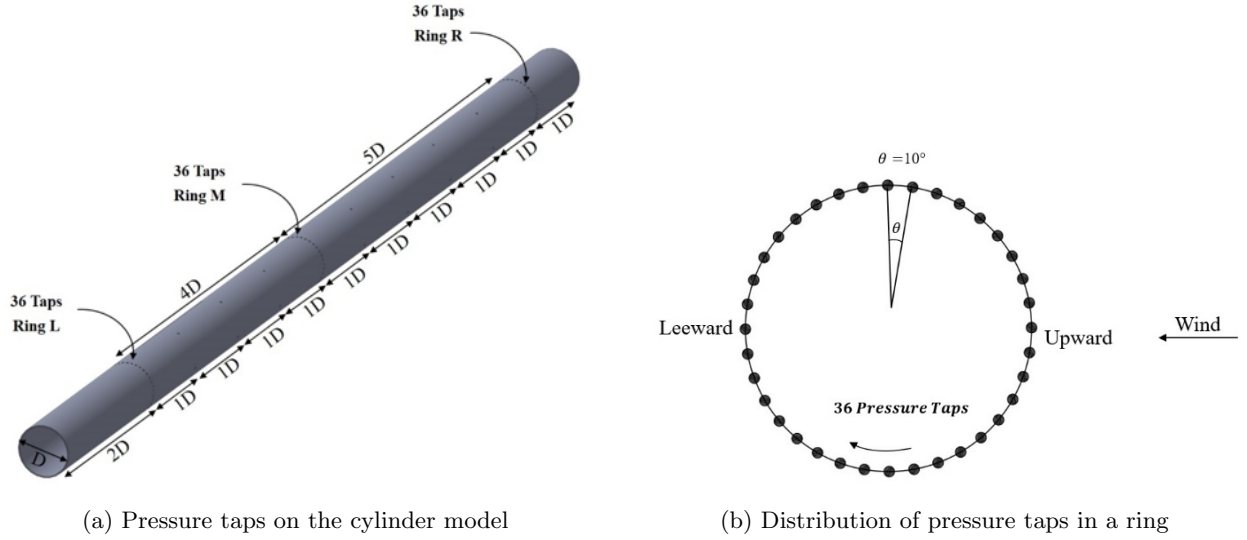 36 Taps
Ring R
5D
1D
1D
1D
1D
1D
1D
1D
1D
1D
1D
2D
36 Taps
Ring M
4D
36 Taps
Ring L
D
(a) Pressure taps on the cylinder model
θ =10°
θ
Leeward
Upward
Wind
36 Pressure Taps
(b) Distribution of pressure taps in a ring